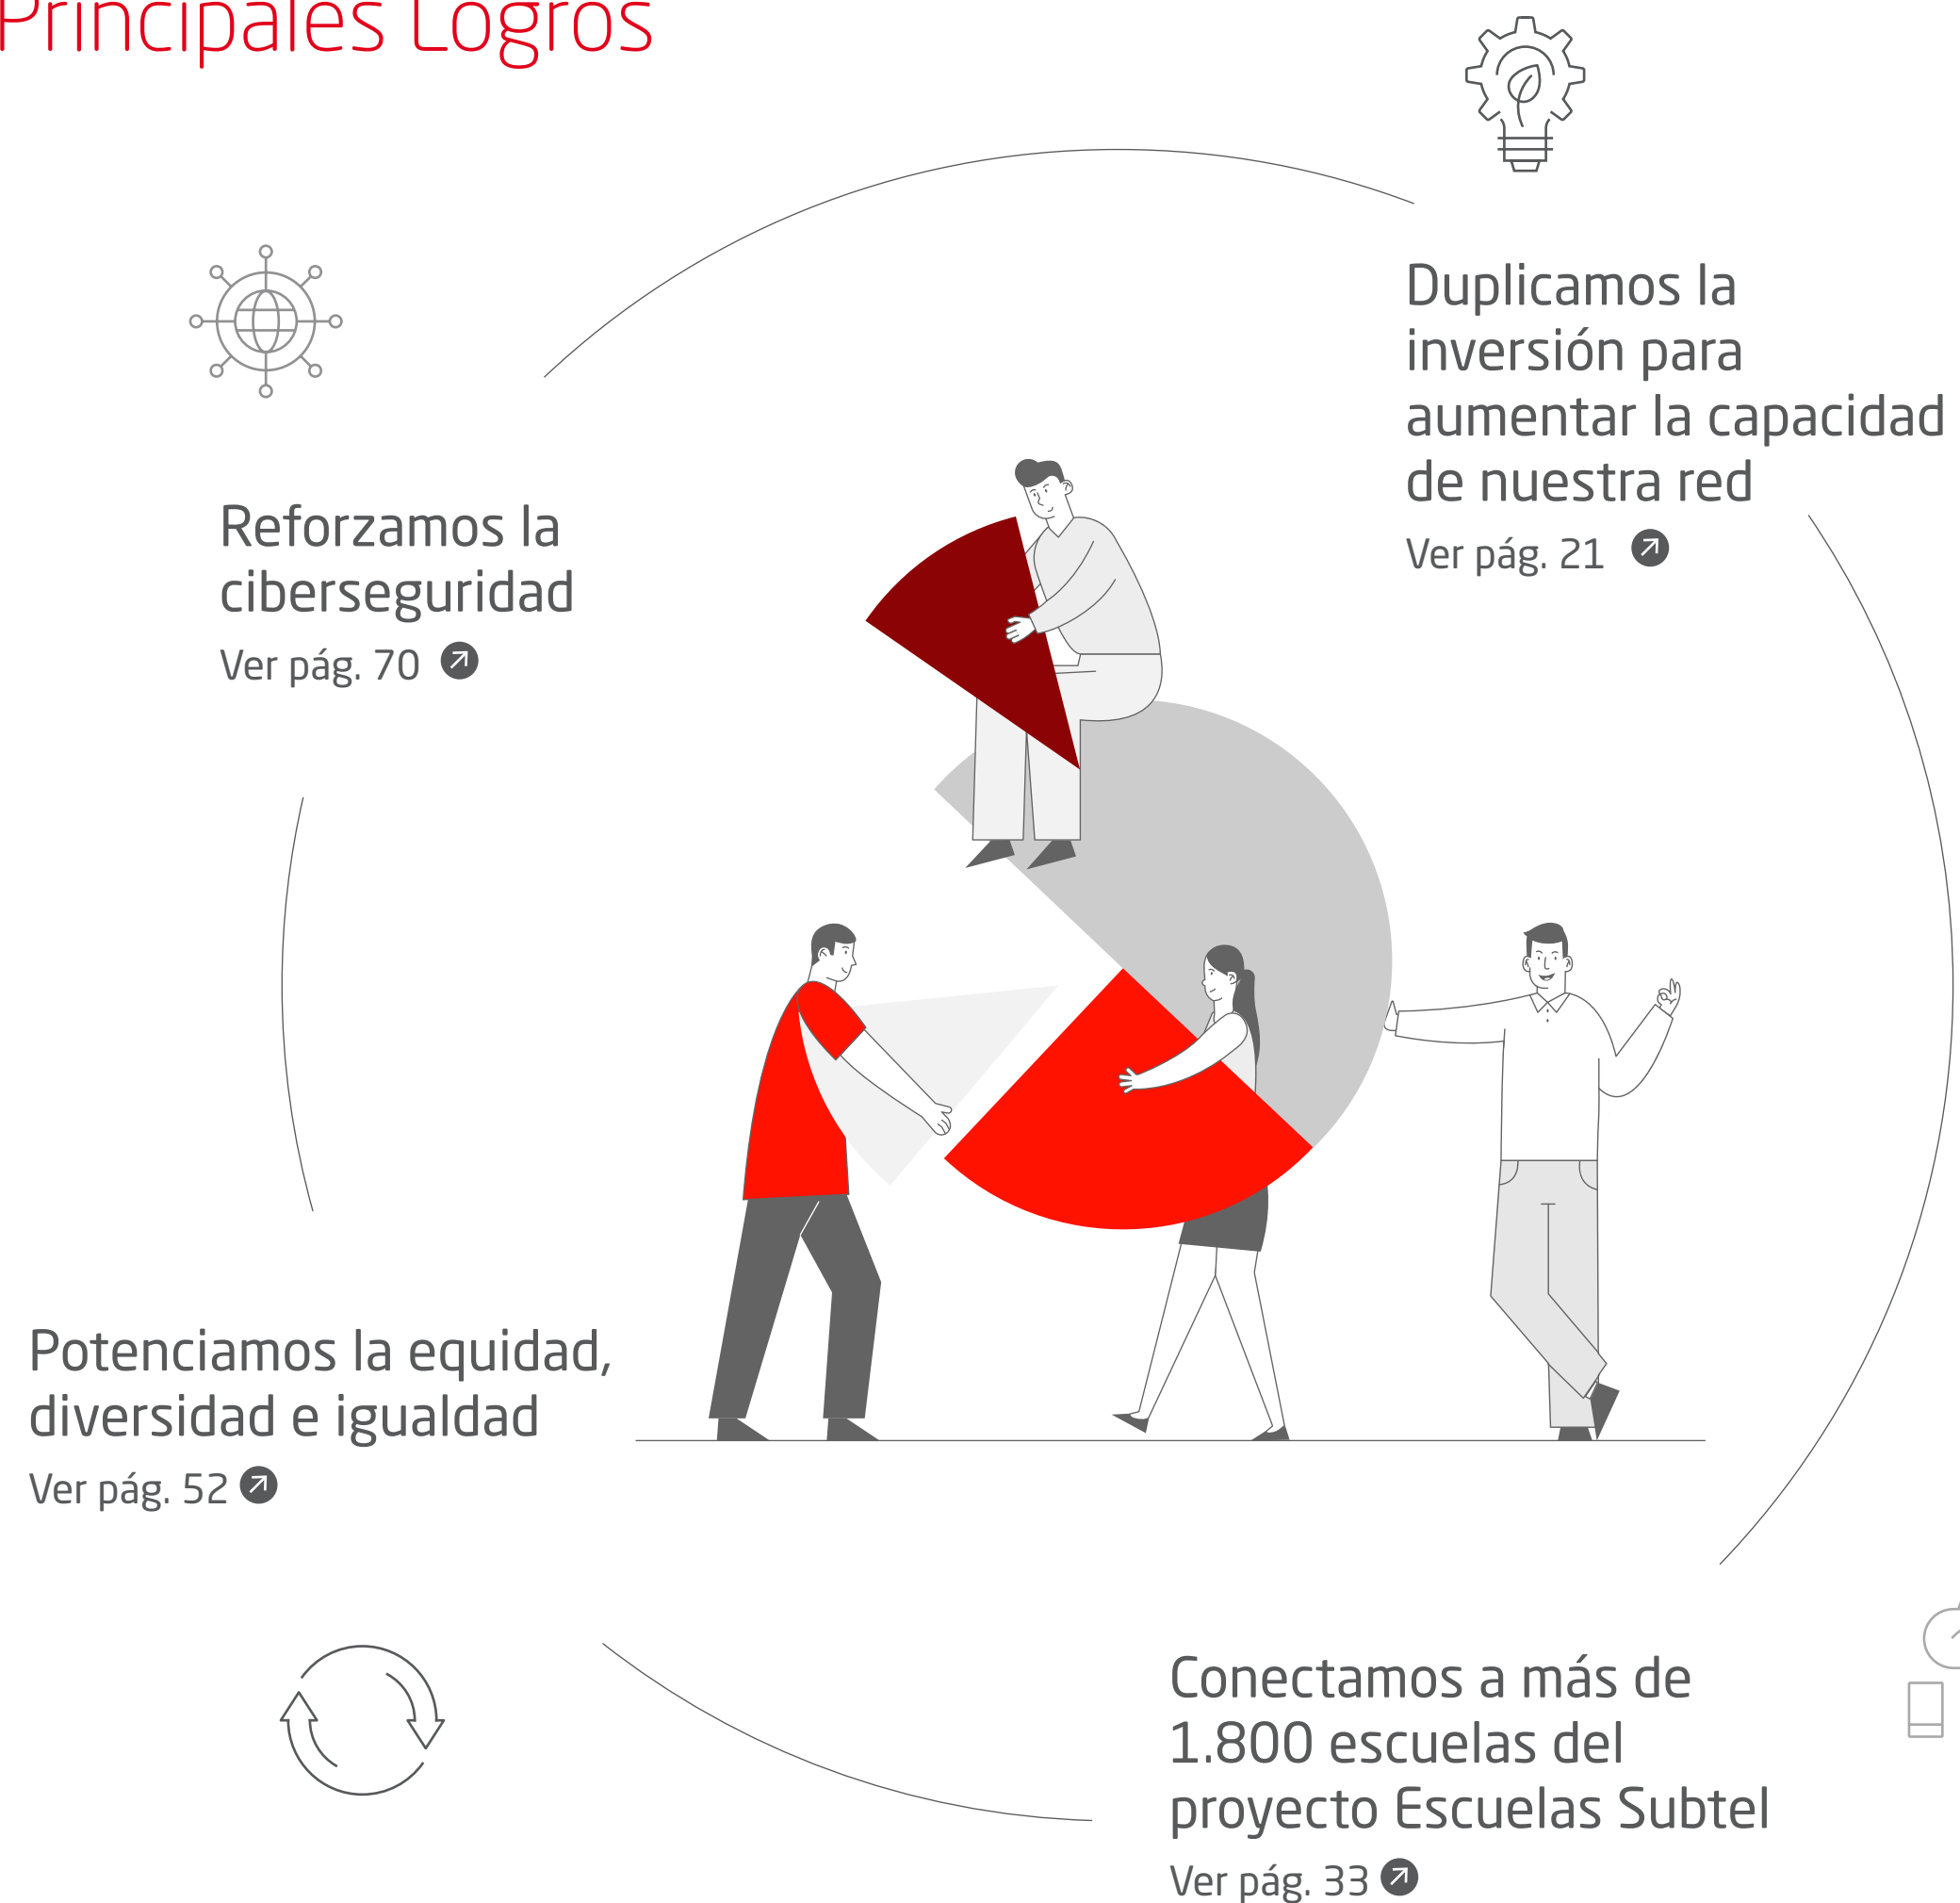 Principales Logros
Duplicamos la
inversión para
aumentar la capacidad
de nuestra red
Ver pág. 21
Reforzamos la
ciberseguridad
Ver pág. 70
Potenciamos la equidad,
diversidad e igualdad
Ver pág. 52
Conectamos a más de
1.800 escuelas del
proyecto Escuelas Subtel
Ver pág. 33